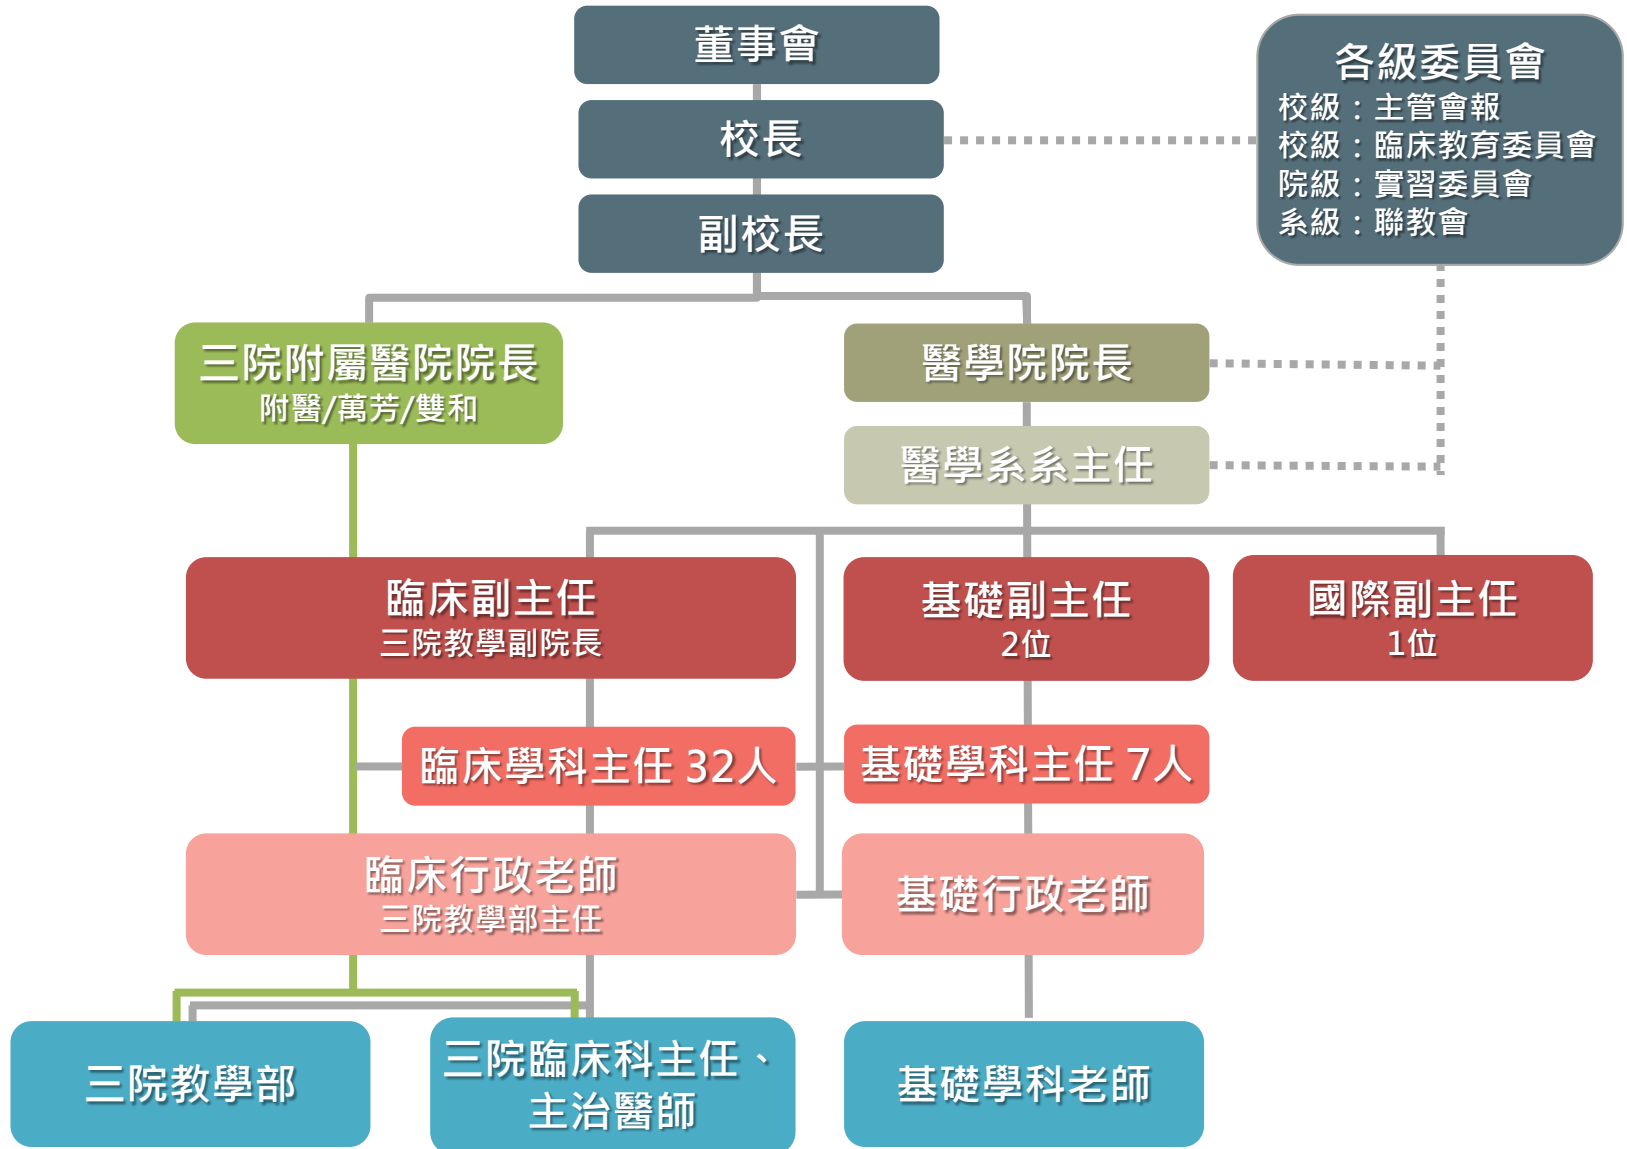 董事會
校長
副校長
各級委員會
校級：主管會報
校級：臨床教育委員會
院級：實習委員會
系級：聯教會
三院附屬醫院院長
附醫/萬芳/雙和
醫學院院長
醫學系系主任
臨床副主任
三院教學副院長
基礎副主任
2位
國際副主任
1位
臨床學科主任 32人
基礎學科主任 7人
臨床行政老師
三院教學部主任
基礎行政老師
三院教學部
三院臨床科主任、
主治醫師
基礎學科老師